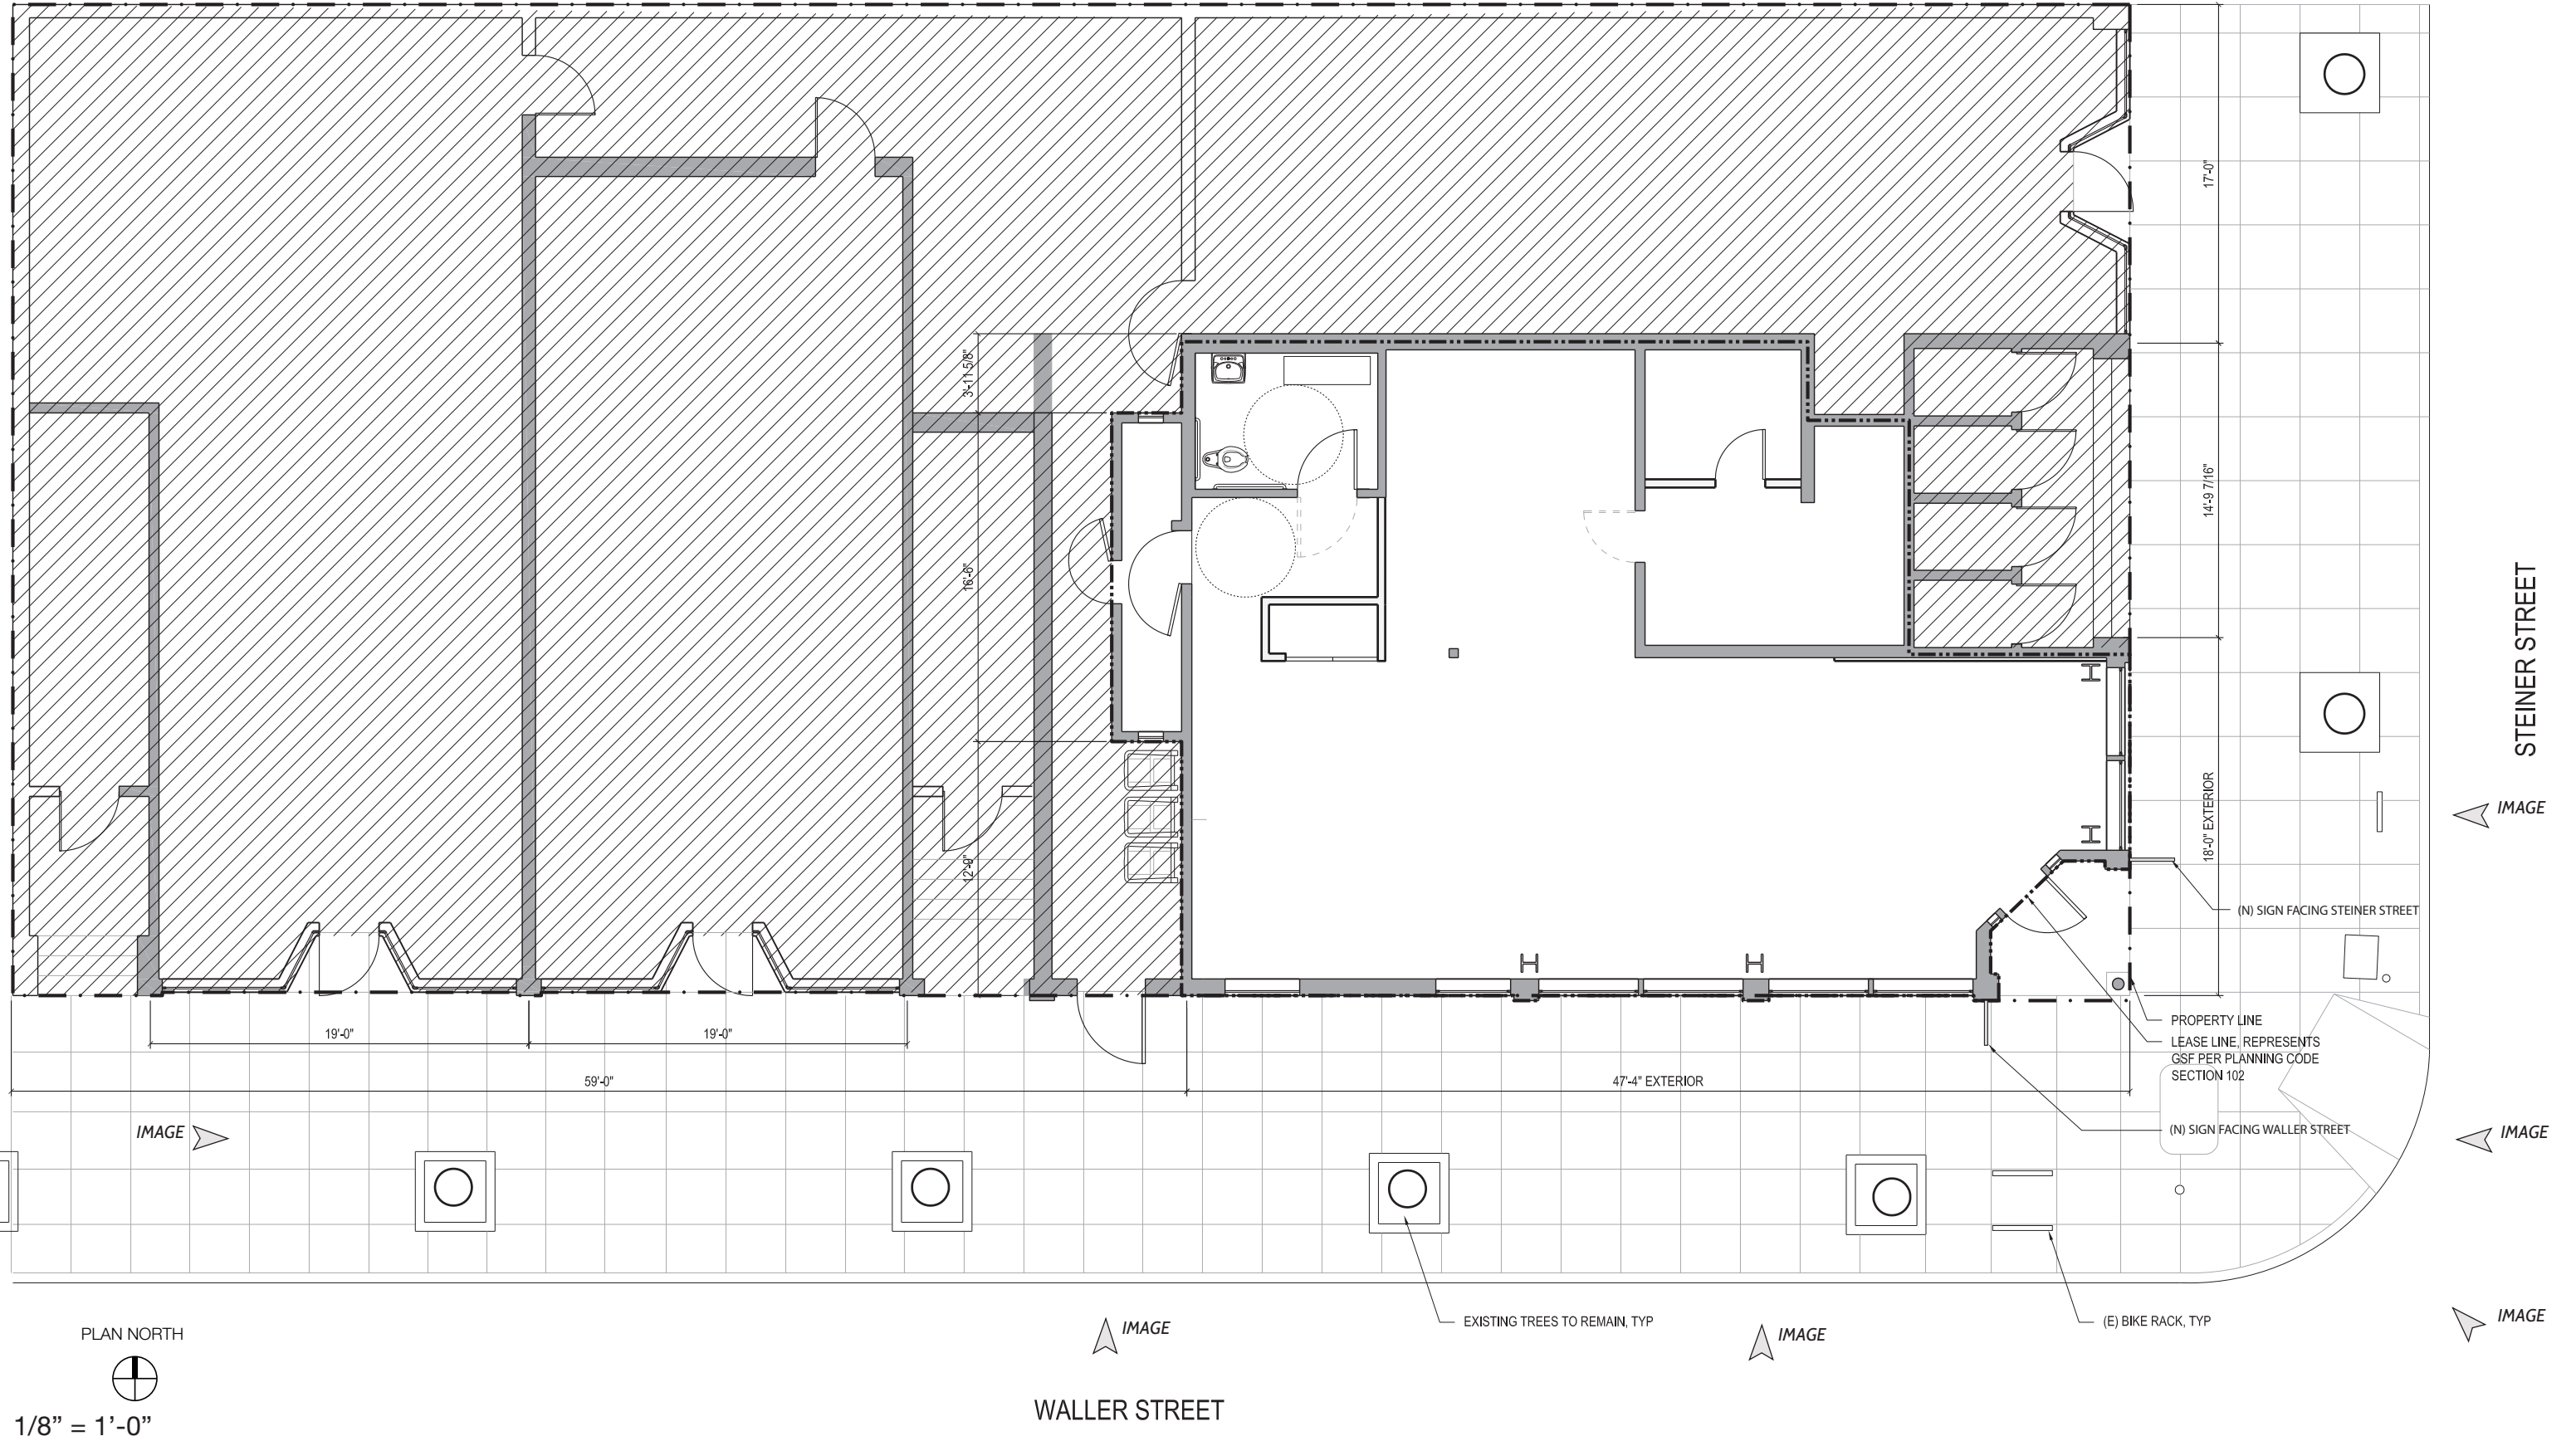 17'-0"
3'-11 5/8"
14'-9 7/16"
16'-6"
STEINER STREET
IMAGE
18'-0" EXTERIOR
12'-9"
(N) SIGN FACING STEINER STREET
PROPERTY LINE
LEASE LINE, REPRESENTS
GSF PER PLANNING CODE
SECTION 102
19'-0"
19'-0"
59'-0"
47'-4" EXTERIOR
IMAGE
(N) SIGN FACING WALLER STREET
IMAGE
EXISTING TREES TO REMAIN, TYP
(E) BIKE RACK, TYP
IMAGE
IMAGE
IMAGE
PLAN NORTH
WALLER STREET
1/8” = 1’-0”